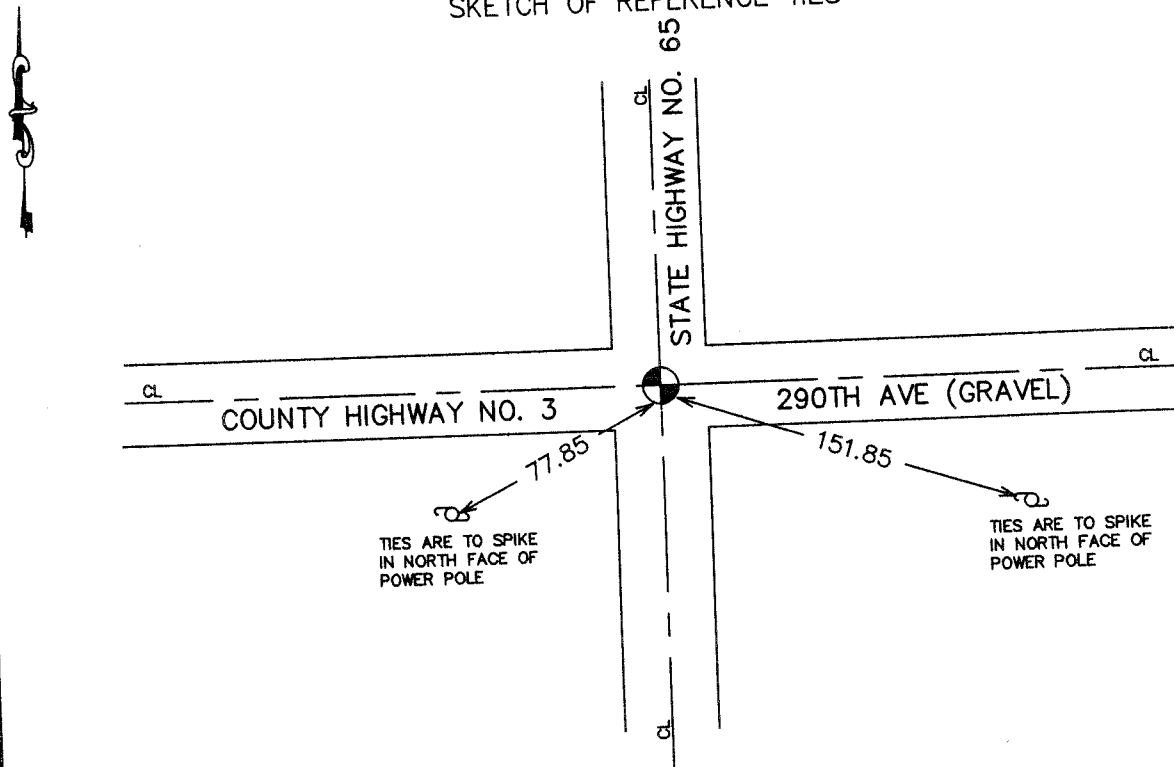 SKETCH OF REFERENCE TIES
STATE HIGHWAY NO. 65
CL
CL
CL
COUNTY HIGHWAY NO. 3
290TH AVE (GRAVEL)
77.85
151.85
TIES ARE TO SPIKE
IN NORTH FACE OF
POWER POLE
TIES ARE TO SPIKE
IN NORTH FACE OF
POWER POLE
CL